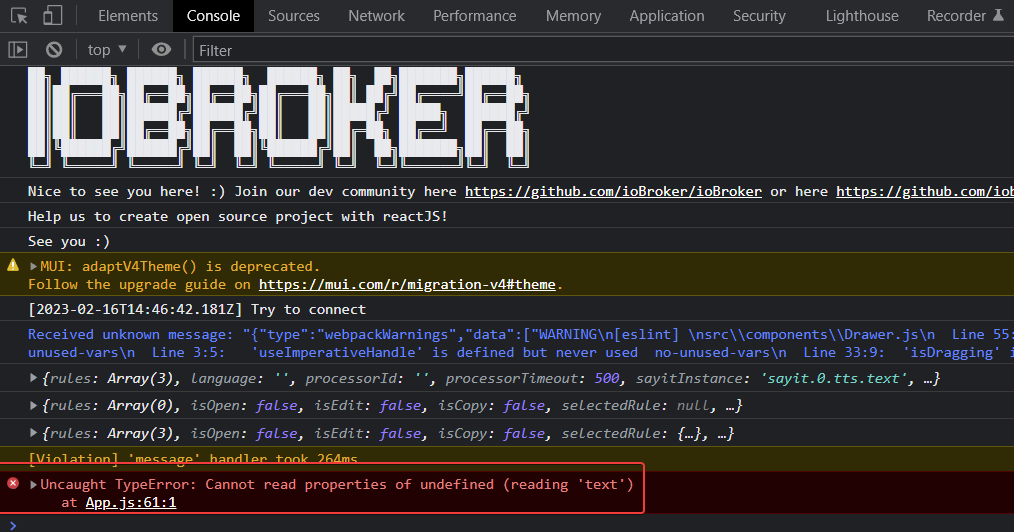 Elements Console Sources Network Performance Memory Application Security Lighthouse Recorder
top Filter
IOBROKER
Nice to see you here! :) Join our dev community here https://github.com/ioBroker/ioBroker or here https://github.com/iob
Help us to create open source project with reactJS!
See you :)
MUI: adaptV4Theme() is deprecated.
Follow the upgrade guide on https://mui.com/r/migration-v4#theme.
[2023-02-16T14:46:42.181Z] Try to connect
Received unknown message: "{"type":"webpackWarnings","data":["WARNING\n[eslint] \nsrc\\components\\Drawer.js\n  Line 55:
unused-vars\n  Line 3:5:   'useImperativeHandle' is defined but never used  no-unused-vars\n  Line 33:9:  'isDragging' i
{rules: Array(3), language: '', processorId: '', processorTimeout: 500, sayitInstance: 'sayit.0.tts.text', …}
{rules: Array(0), isOpen: false, isEdit: false, isCopy: false, selectedRule: null, …}
{rules: Array(3), isOpen: false, isEdit: false, isCopy: false, selectedRule: {…}, …}
[Violation] 'message' handler took 264ms
Uncaught TypeError: Cannot read properties of undefined (reading 'text')
at App.js:61:1